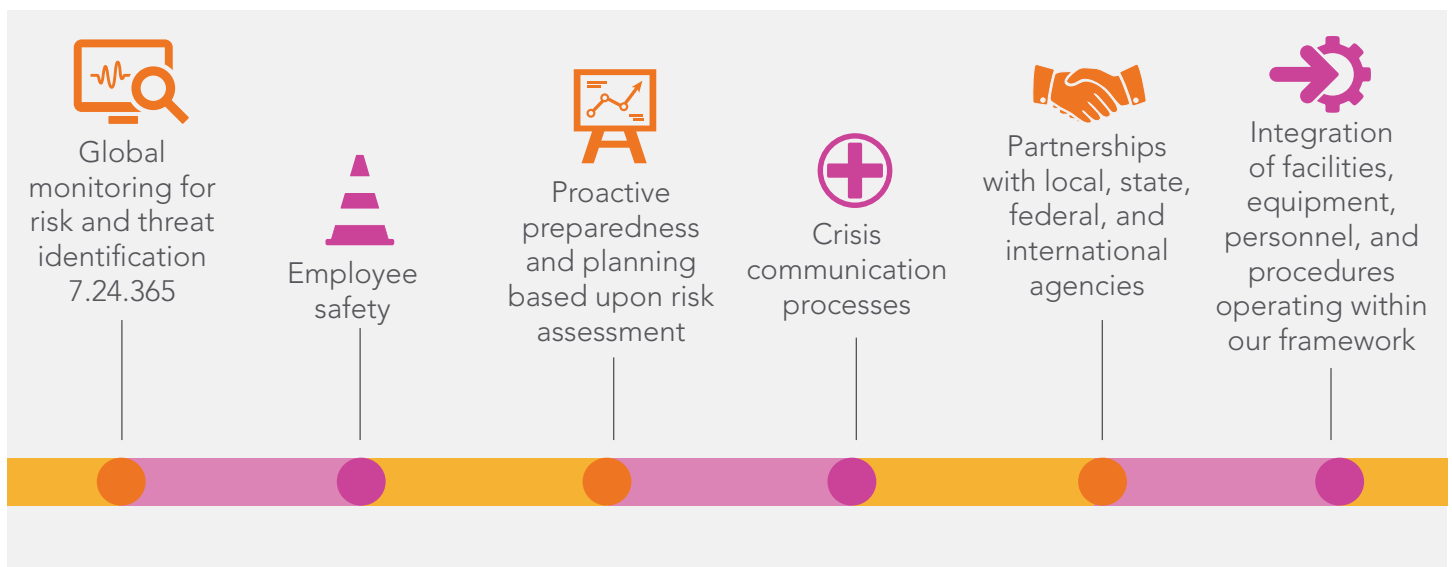 Global
monitoring for
risk and threat
identification
7.24.365
Employee
safety
Proactive
preparedness
and planning
based upon risk
assessment
Crisis
communication
processes
Partnerships
with local, state,
federal, and
international
agencies
Integration
of facilities,
equipment,
personnel, and
procedures
operating within
our framework